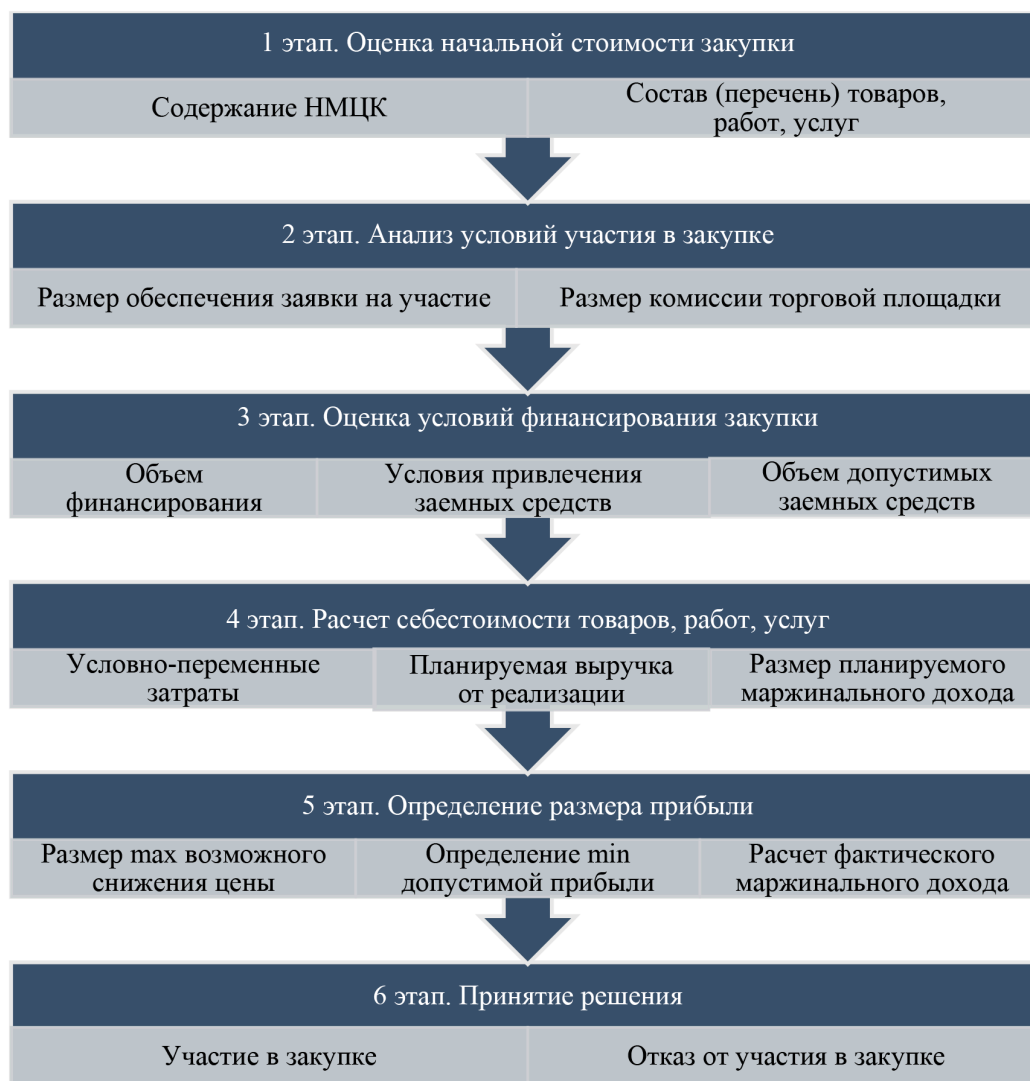 1 этап. Оценка начальной стоимости закупки
Содержание НМЦК
Состав (перечень) товаров,
работ, услуг
2 этап. Анализ условий участия в закупке
Размер обеспечения заявки на участие
Размер комиссии торговой площадки
3 этап. Оценка условий финансирования закупки
Объем
финансирования
Условия привлечения
заемных средств
Объем допустимых
заемных средств
4 этап. Расчет себестоимости товаров, работ, услуг
Условно-переменные
затраты
Планируемая выручка
от реализации
Размер планируемого
маржинального дохода
5 этап. Определение размера прибыли
Размер max возможного
снижения цены
Определение min
допустимой прибыли
Расчет фактического
маржинального дохода
6 этап. Принятие решения
Участие в закупке
Отказ от участия в закупке